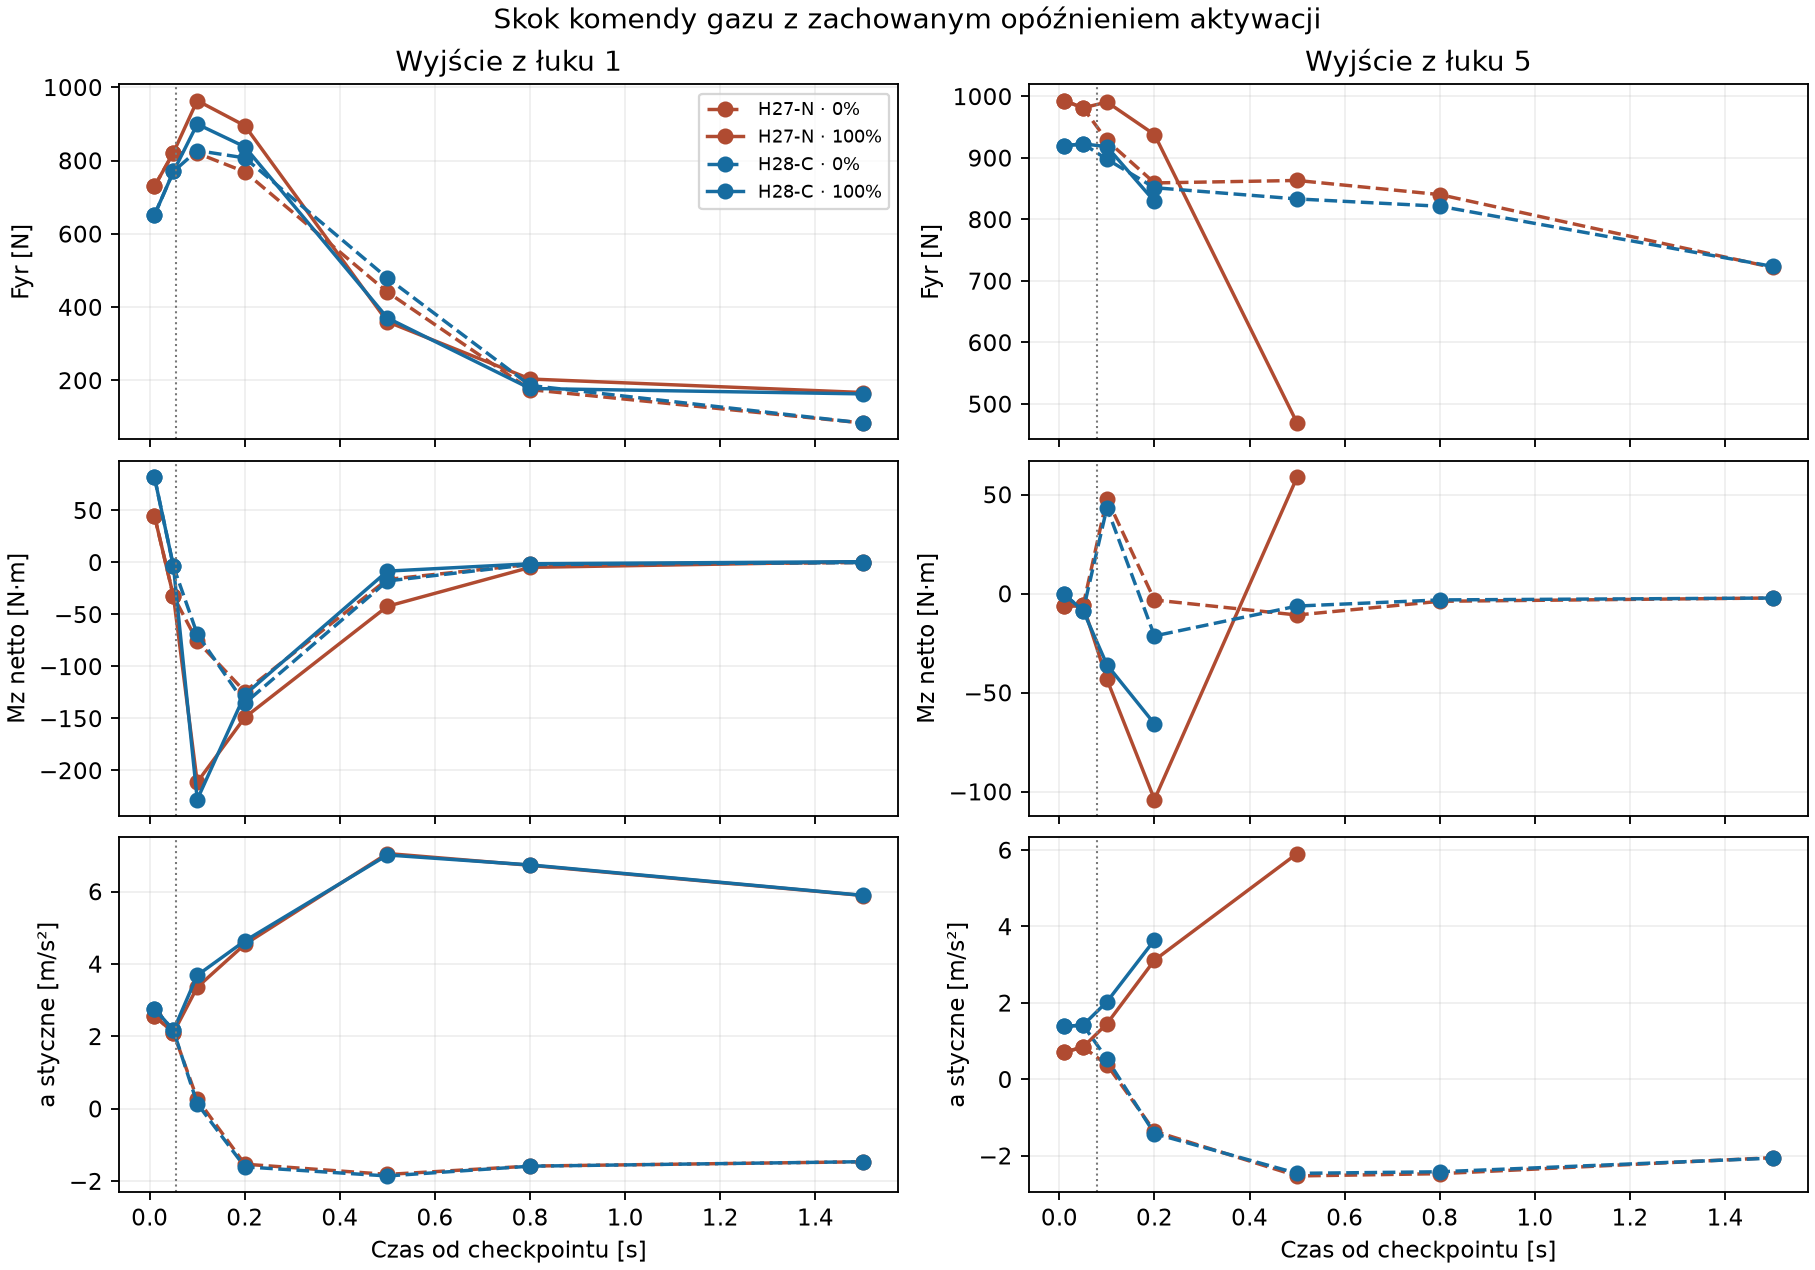 Skok komendy gazu z zachowanym opóźnieniem aktywacji
Wyjście z łuku 1
Wyjście z łuku 5
Fyr [N]
1000
800
600
400
200
H27-N · 0%
H27-N · 100%
H28-C · 0%
H28-C · 100%
Fyr [N]
1000
900
800
700
600
500
Mz netto [N·m]
50
0
−50
−100
−150
−200
Mz netto [N·m]
50
0
−50
−100
a styczne [m/s²]
6
4
2
0
−2
0.0 0.2 0.4 0.6 0.8 1.0 1.2 1.4
Czas od checkpointu [s]
a styczne [m/s²]
6
4
2
0
−2
0.0 0.2 0.4 0.6 0.8 1.0 1.2 1.4
Czas od checkpointu [s]